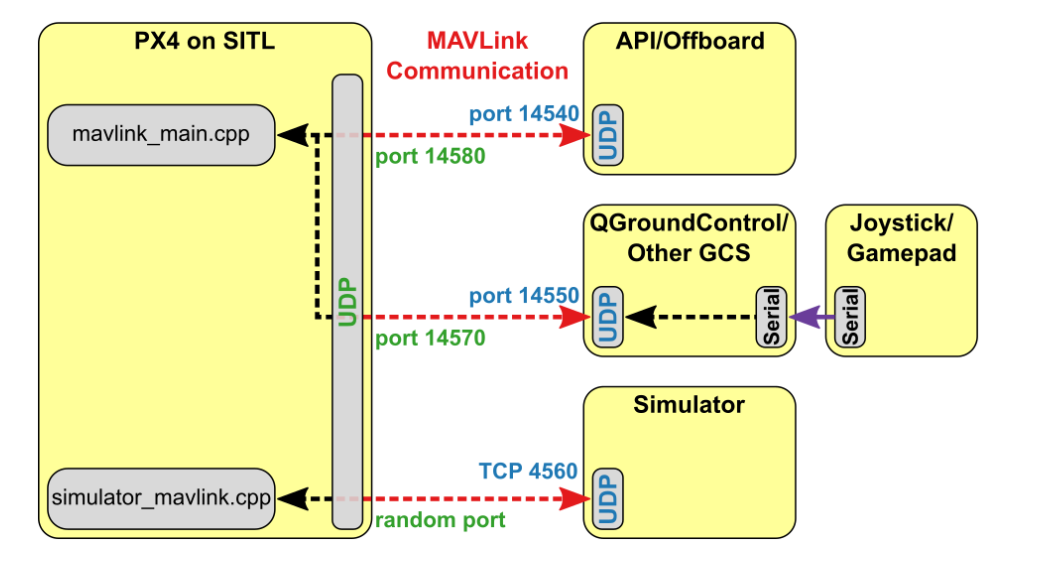 PX4 on SITL
mavlink_main.cpp
simulator_mavlink.cpp
UDP
MAVLink
Communication
port 14540
port 14580
port 14550
port 14570
TCP 4560
random port
API/Offboard
UDP
QGroundControl/
Other GCS
UDP
Serial
Joystick/
Gamepad
Serial
Simulator
UDP